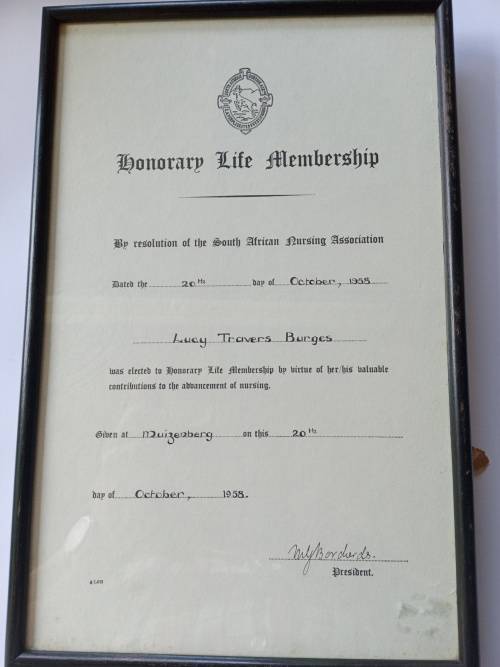 Honorary Life Membership
By resolution of the South African Nursing Association
Dated the 20th day of October, 1958
Lucy Travers Burges
was elected to Honorary Life Membership by virtue of her/his valuable
contributions to the advancement of nursing.
Given at Muizenberg on this 20th
day of October, 1958.
President.